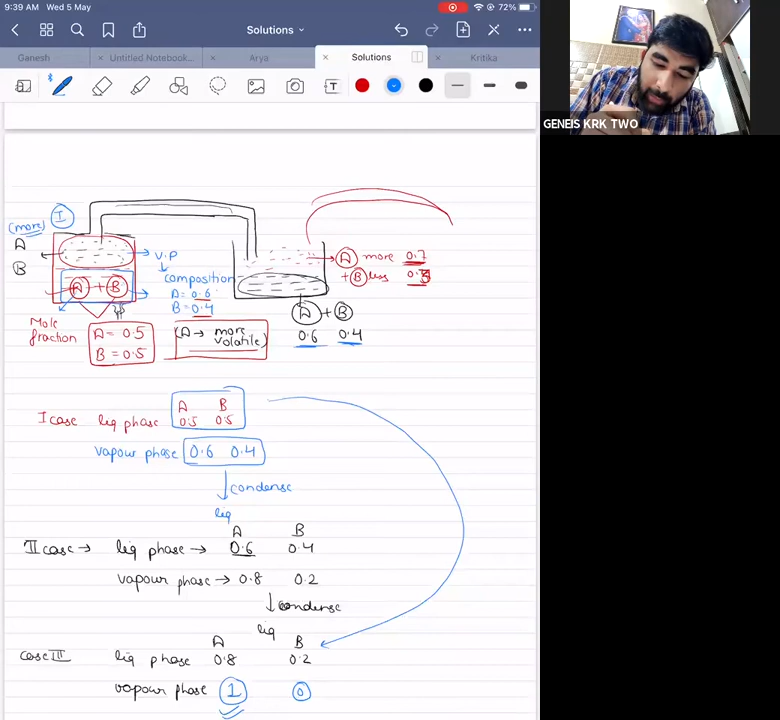 9:39 AM Wed 5 May
72%
Solutions
Ganesh
Untitled Notebook...
Arya
Solutions
Kritika
GENEIS KRK TWO
(more)
I
A
B
V.P
composition
A = 0.6
B = 0.4
A + B
Mole fraction
A = 0.5
B = 0.5
(A → more volatile)
A more 0.7
+ B less
A + B
0.6 0.4
I case liq phase
A B
0.5 0.5
vapour phase 0.6 0.4
condense
liq
A B
II case → liq phase → 0.6 0.4
vapour phase → 0.8 0.2
condense
liq
A B
case III liq phase 0.8 0.2
vapour phase 1 0